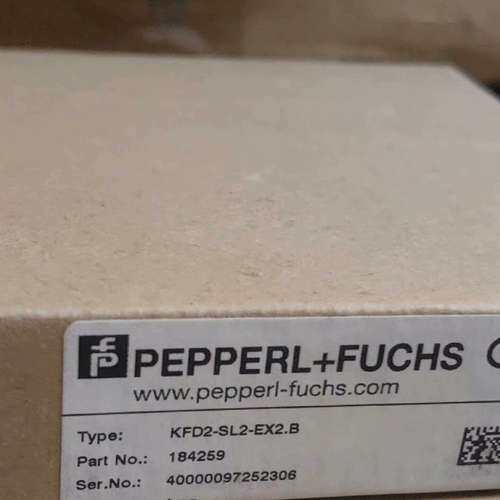 PEPPERL+FUCHS
www.pepperl-fuchs.com
Type: KFD2-SL2-EX2.B
Part No.: 184259
Ser.No.: 40000097252306